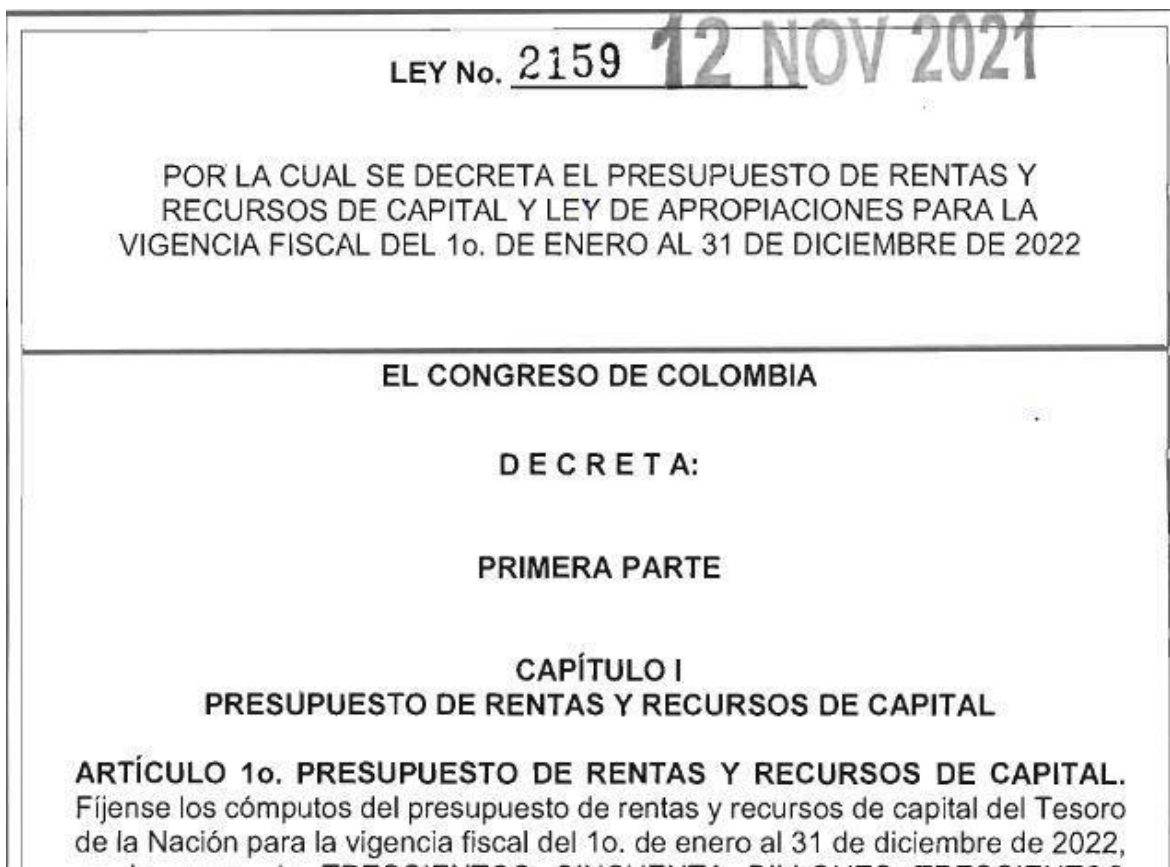 LEY No. 2159 12 NOV 2021
POR LA CUAL SE DECRETA EL PRESUPUESTO DE RENTAS Y
RECURSOS DE CAPITAL Y LEY DE APROPIACIONES PARA LA
VIGENCIA FISCAL DEL 1o. DE ENERO AL 31 DE DICIEMBRE DE 2022
EL CONGRESO DE COLOMBIA
D E C R E T A:
PRIMERA PARTE
CAPÍTULO I
PRESUPUESTO DE RENTAS Y RECURSOS DE CAPITAL
ARTÍCULO 1o. PRESUPUESTO DE RENTAS Y RECURSOS DE CAPITAL.
Fíjense los cómputos del presupuesto de rentas y recursos de capital del Tesoro
de la Nación para la vigencia fiscal del 1o. de enero al 31 de diciembre de 2022,
TRESCIENTOS CINCUENTA BILLONES TRESCIENTOS